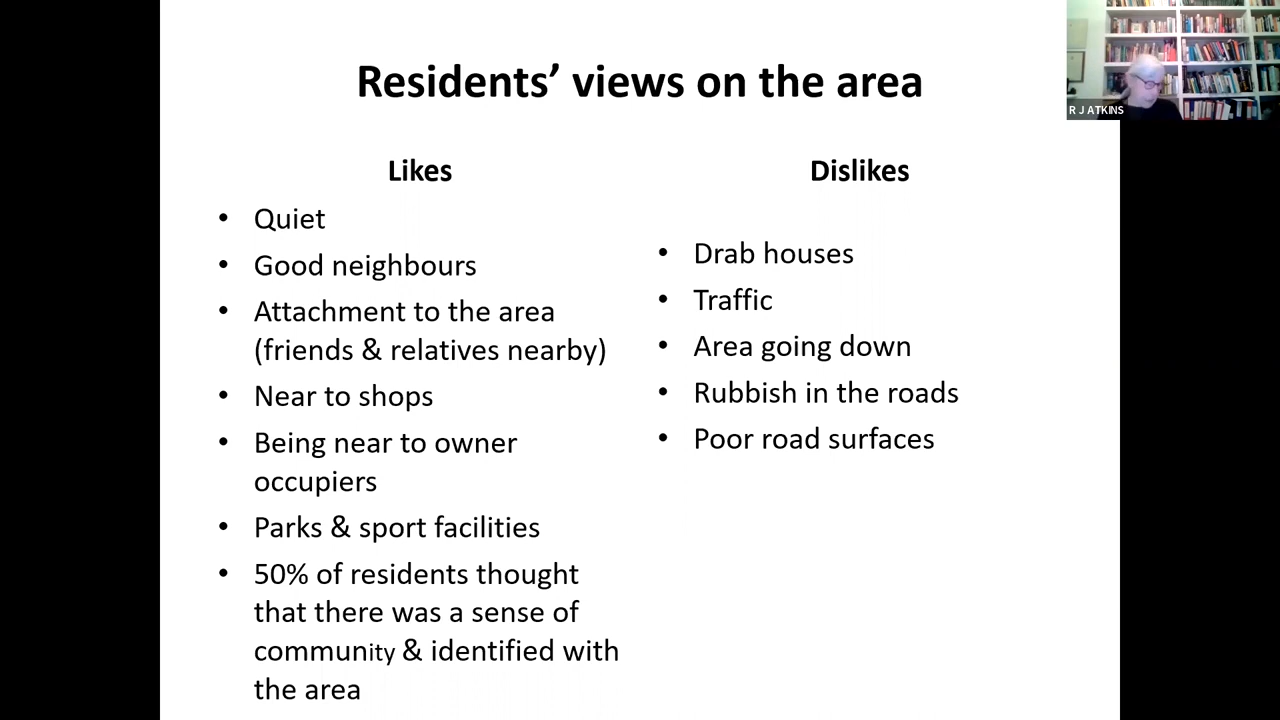 Residents’ views on the area
R J ATKINS
Likes
• Quiet
• Good neighbours
• Attachment to the area
(friends & relatives nearby)
• Near to shops
• Being near to owner
occupiers
• Parks & sport facilities
• 50% of residents thought
that there was a sense of
community & identified with
the area
Dislikes
• Drab houses
• Traffic
• Area going down
• Rubbish in the roads
• Poor road surfaces